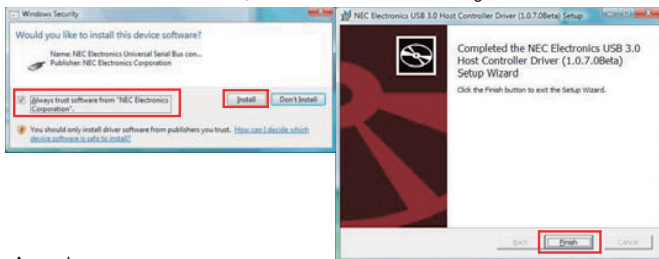 Windows Security
Would you like to install this device software?
Name: NEC Electronics Universal Serial Bus con...
Publisher: NEC Electronics Corporation
Always trust software from "NEC Electronics
Corporation".
Install
Don't Install
You should only install driver software from publishers you trust. How can I decide which
device software is safe to install?
NEC Electronics USB 3.0 Host Controller Driver (1.0.7.0Beta) Setup
Completed the NEC Electronics USB 3.0
Host Controller Driver (1.0.7.0Beta)
Setup Wizard
Click the Finish button to exit the Setup Wizard.
Back
Finish
Cancel